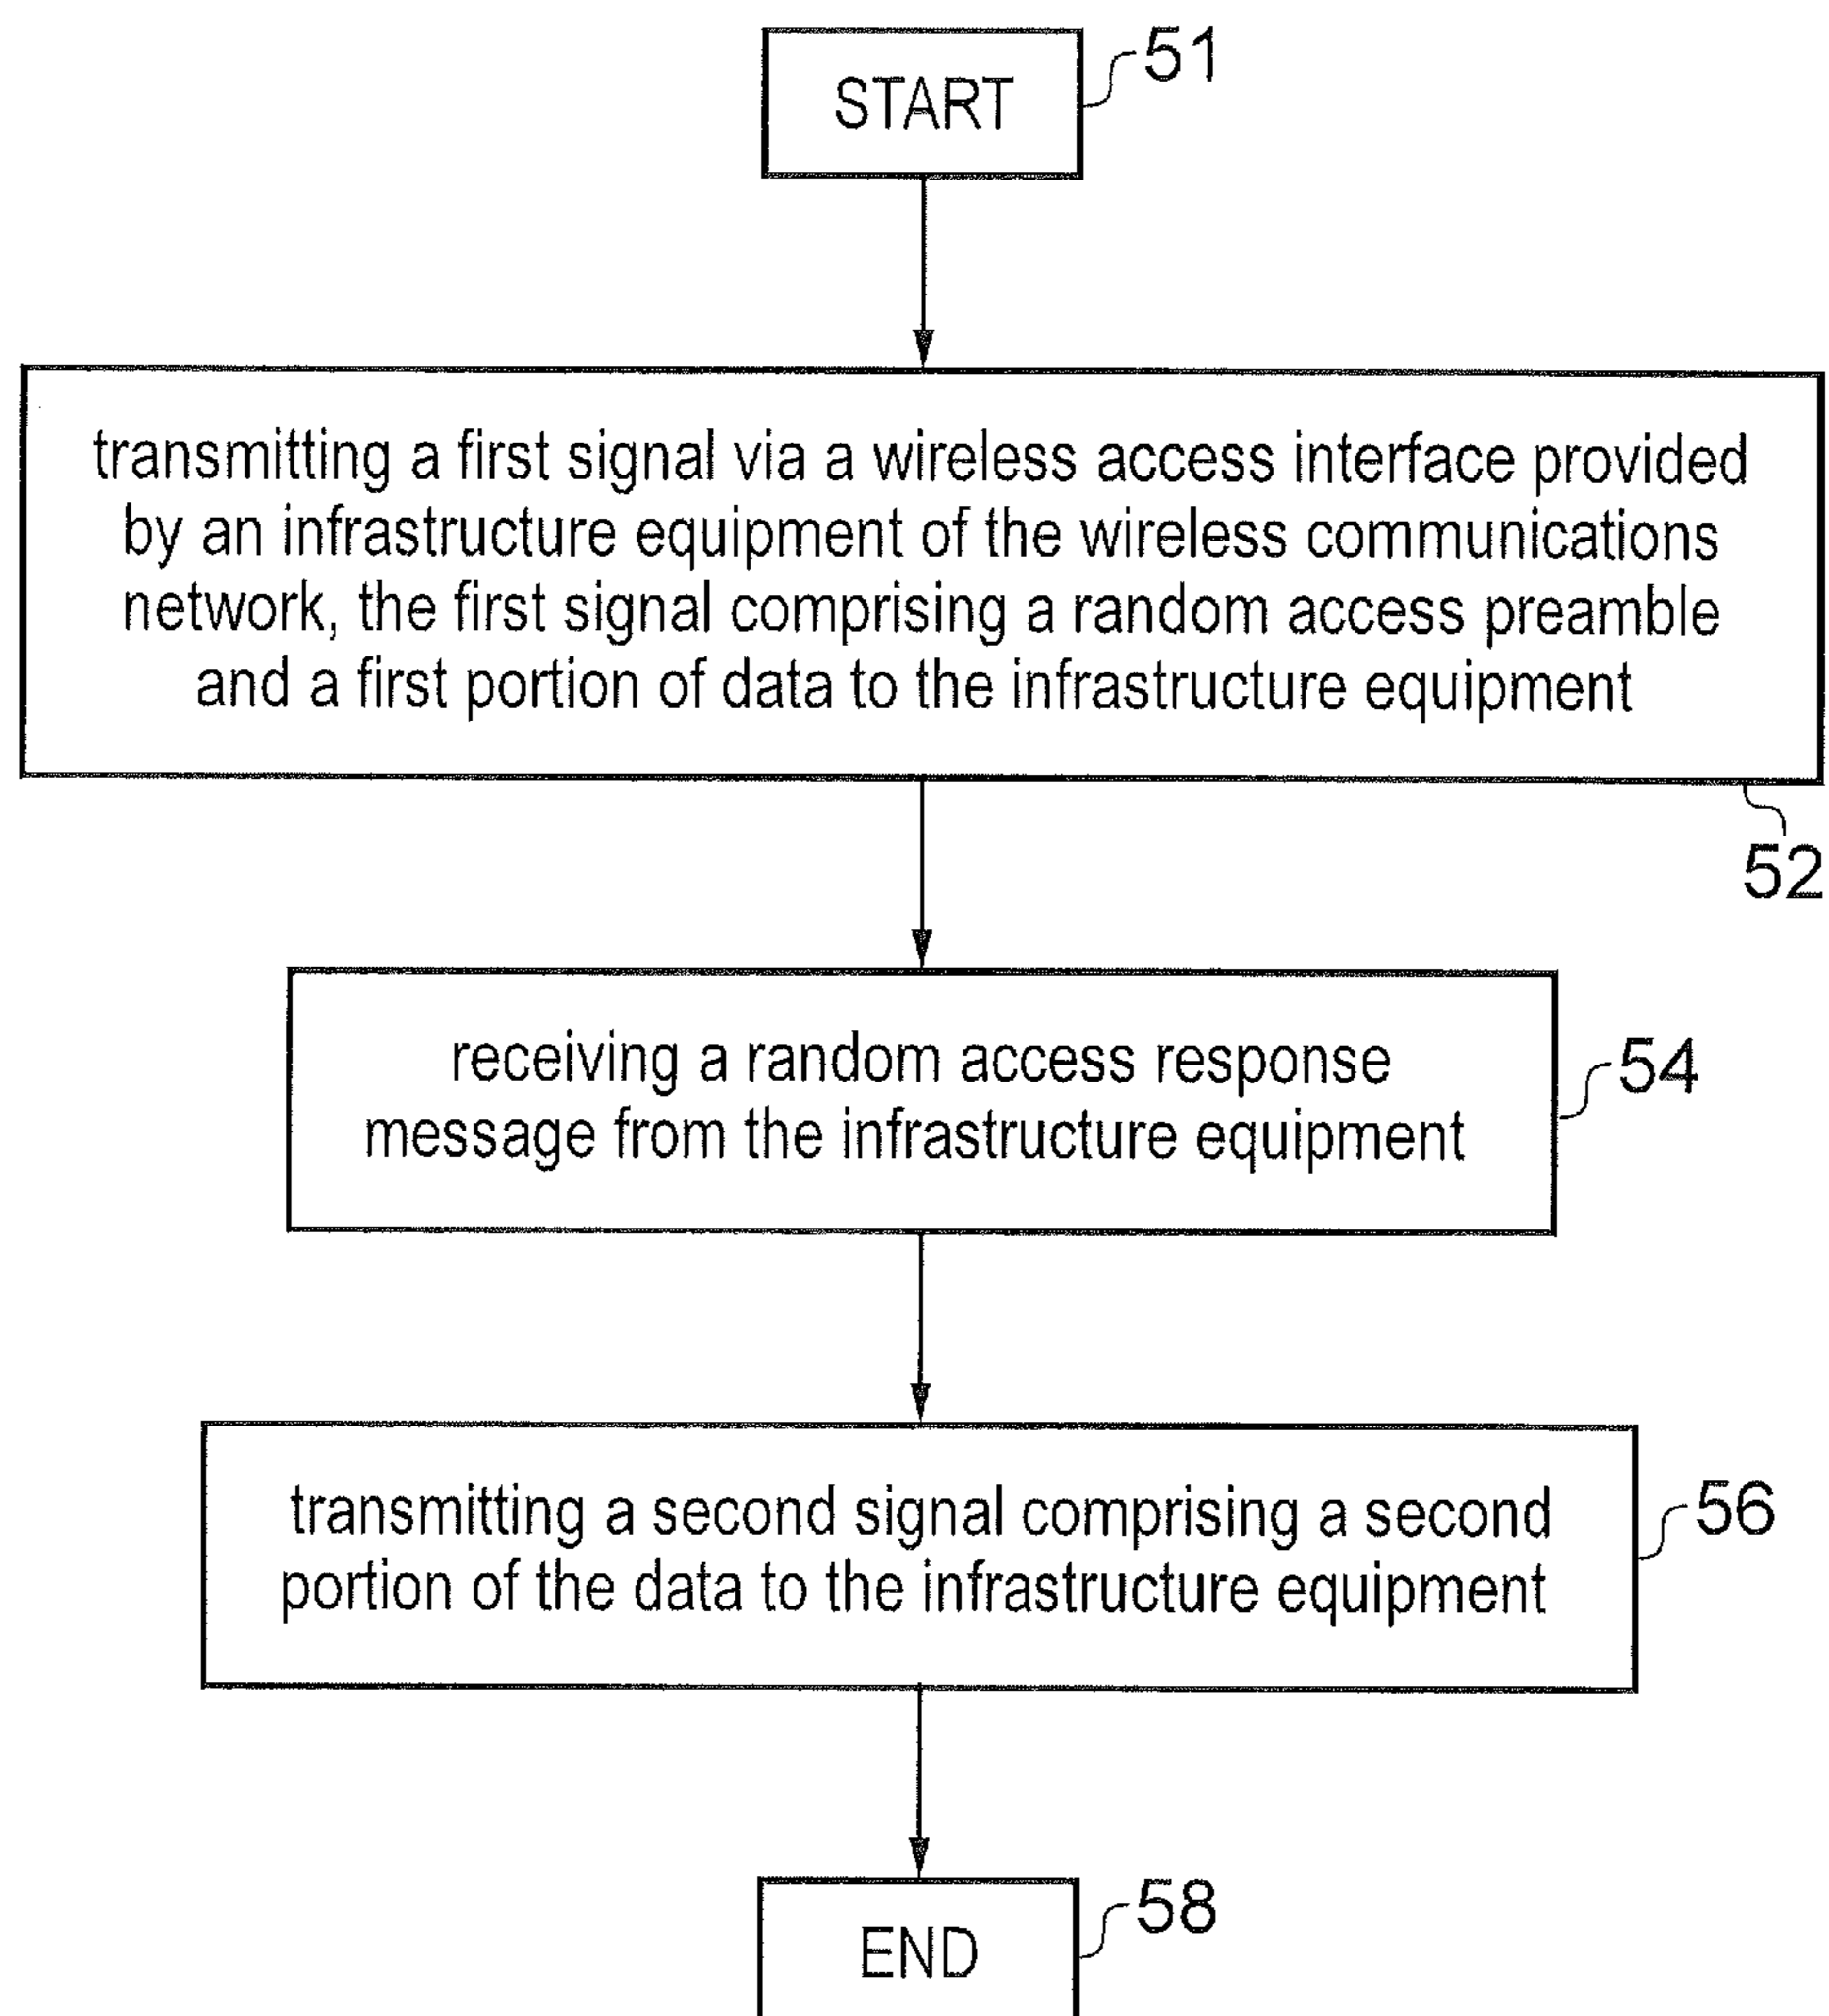 START
51
transmitting a first signal via a wireless access interface provided
by an infrastructure equipment of the wireless communications
network, the first signal comprising a random access preamble
and a first portion of data to the infrastructure equipment
52
receiving a random access response
message from the infrastructure equipment
54
transmitting a second signal comprising a second
portion of the data to the infrastructure equipment
56
END
58